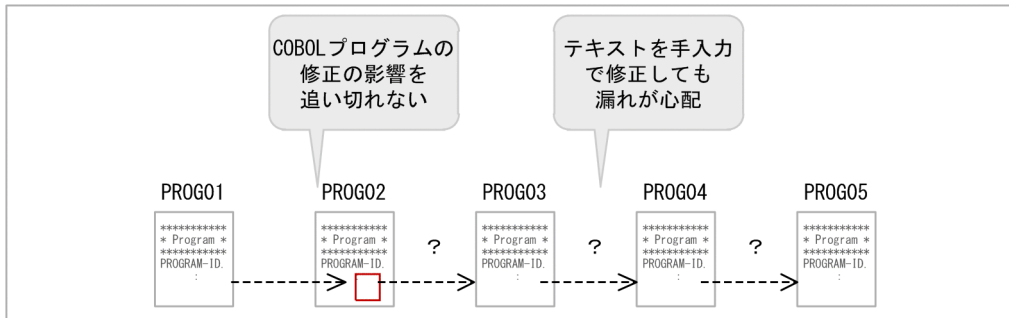 COBOLプログラムの
修正の影響を
追い切れない
テキストを手入力
で修正しても
漏れが心配
PROG01
PROG02
PROG03
PROG04
PROG05
***********
* Program *
***********
PROGRAM-ID.
:
***********
* Program *
***********
PROGRAM-ID.
?
***********
* Program *
***********
PROGRAM-ID.
:
?
***********
* Program *
***********
PROGRAM-ID.
:
?
***********
* Program *
***********
PROGRAM-ID.
: